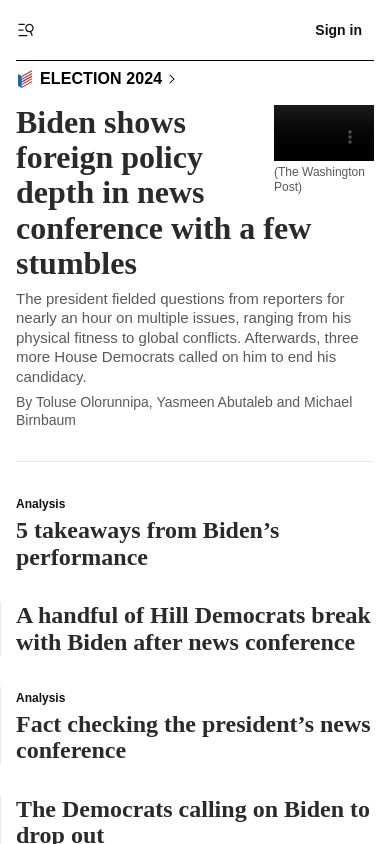 Sign in
ELECTION 2024
Biden shows
foreign policy
depth in news
conference with a few
stumbles
(The Washington
Post)
The president fielded questions from reporters for
nearly an hour on multiple issues, ranging from his
physical fitness to global conflicts. Afterwards, three
more House Democrats called on him to end his
candidacy.
By Toluse Olorunnipa, Yasmeen Abutaleb and Michael
Birnbaum
Analysis
5 takeaways from Biden’s
performance
A handful of Hill Democrats break
with Biden after news conference
Analysis
Fact checking the president’s news
conference
The Democrats calling on Biden to
drop out